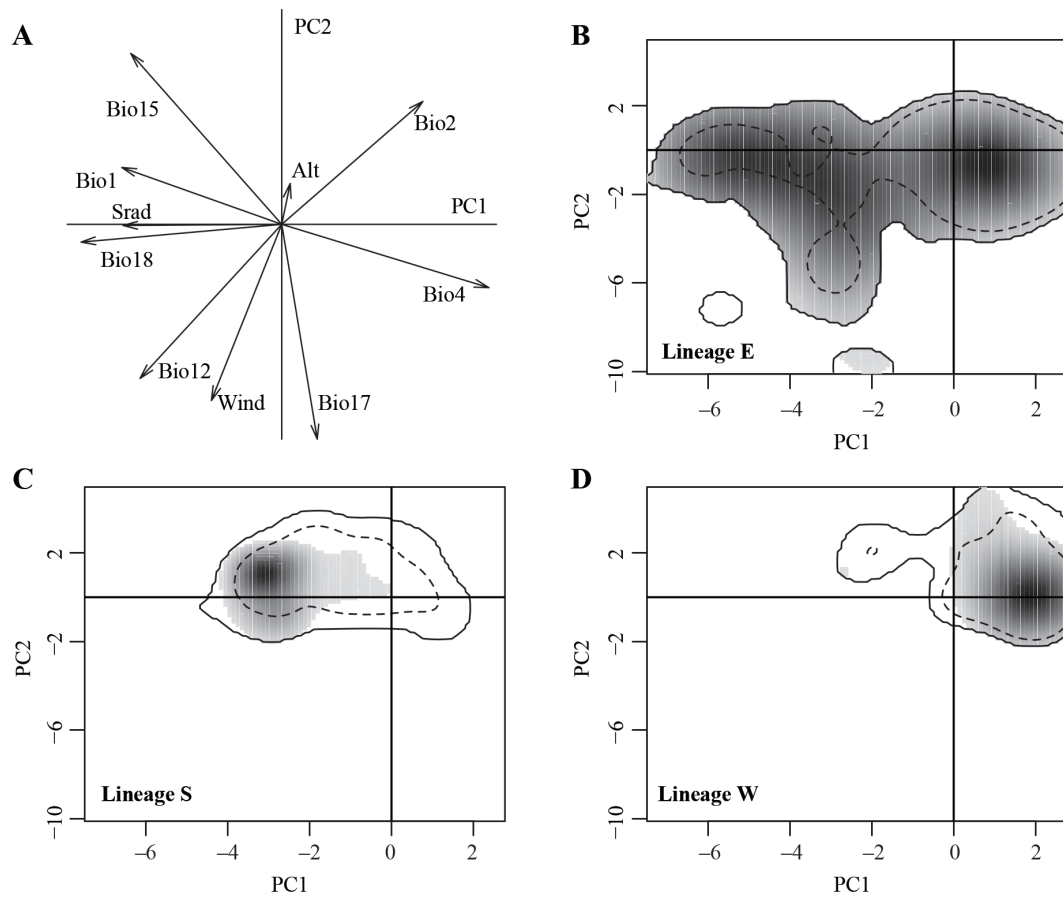 A
PC2
Bio15
Bio2
Bio1
Alt
Srad
PC1
Bio18
Bio4
Bio12
Wind
Bio17
B
PC2
2
−2
−6
−10
Lineage E
−6 −4 −2 0 2
PC1
C
PC2
2
−2
−6
−10
Lineage S
−6 −4 −2 0 2
PC1
D
PC2
2
−2
−6
−10
Lineage W
−6 −4 −2 0 2
PC1